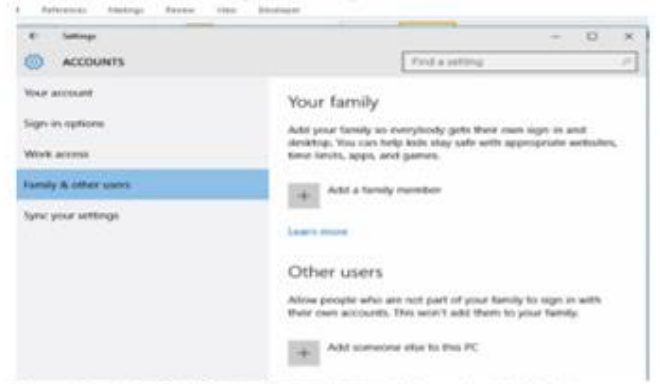 References Mailings Review View Developer
Settings
ACCOUNTS
Find a setting
Your account
Sign-in options
Work access
Family & other users
Sync your settings
Your family
Add your family so everybody gets their own sign-in and
desktop. You can help kids stay safe with appropriate websites,
time limits, apps, and games.
Add a family member
Learn more
Other users
Allow people who are not part of your family to sign in with
their own accounts. This won't add them to your family.
Add someone else to this PC